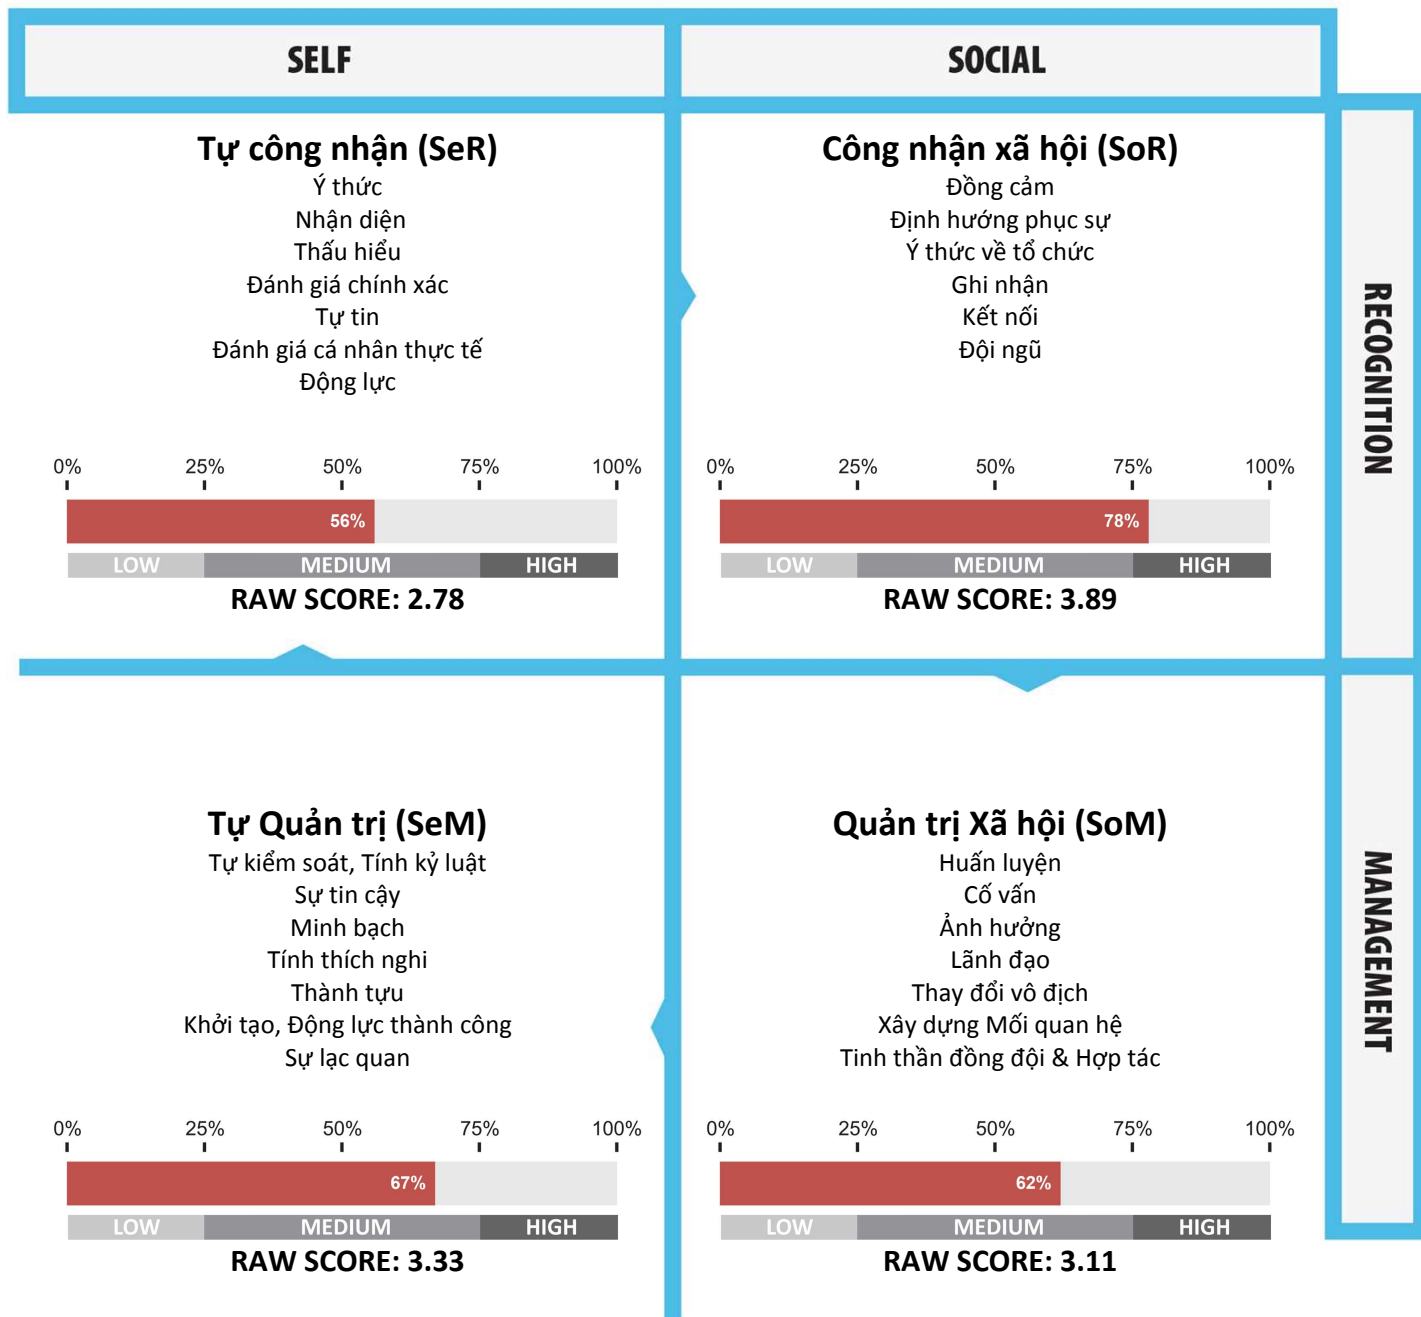 SELF
SOCIAL
Tự công nhận (SeR)
Ý thức
Nhận diện
Thấu hiểu
Đánh giá chính xác
Tự tin
Đánh giá cá nhân thực tế
Động lực
0% 25% 50% 75% 100%
56%
LOW MEDIUM HIGH
RAW SCORE: 2.78
Công nhận xã hội (SoR)
Đồng cảm
Định hướng phục sự
Ý thức về tổ chức
Ghi nhận
Kết nối
Đội ngũ
0% 25% 50% 75% 100%
78%
LOW MEDIUM HIGH
RAW SCORE: 3.89
RECOGNITION
Tự Quản trị (SeM)
Tự kiểm soát, Tính kỷ luật
Sự tin cậy
Minh bạch
Tính thích nghi
Thành tựu
Khởi tạo, Động lực thành công
Sự lạc quan
0% 25% 50% 75% 100%
67%
LOW MEDIUM HIGH
RAW SCORE: 3.33
Quản trị Xã hội (SoM)
Huấn luyện
Cố vấn
Ảnh hưởng
Lãnh đạo
Thay đổi vô địch
Xây dựng Mối quan hệ
Tinh thần đồng đội & Hợp tác
0% 25% 50% 75% 100%
62%
LOW MEDIUM HIGH
RAW SCORE: 3.11
MANAGEMENT